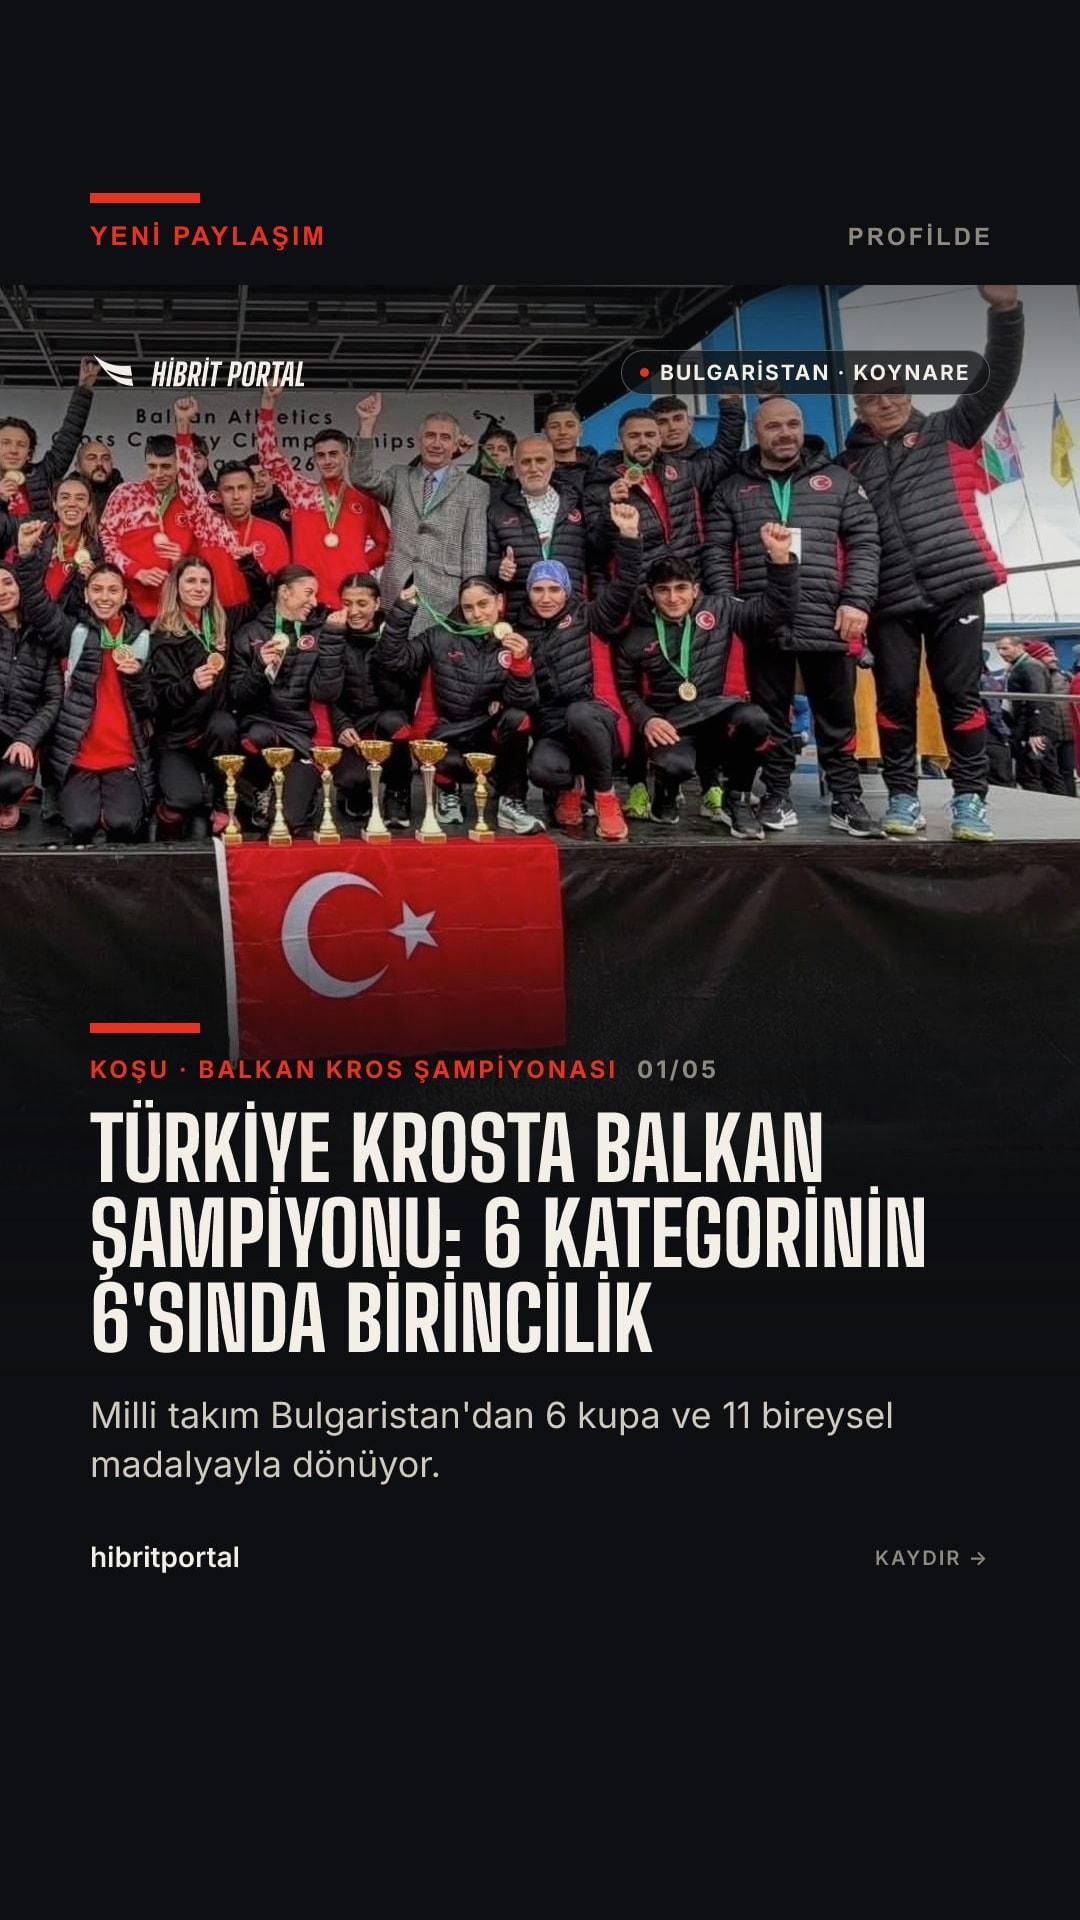 YENİ PAYLAŞIM
PROFİLDE
HİBRİT PORTAL
BULGARİSTAN · KOYNARE
Athletics
KOŞU · BALKAN KROS ŞAMPİYONASI 01/05
TÜRKİYE KROSTA BALKAN
ŞAMPİYONU: 6 KATEGORİNİN
6'SINDA BİRİNCİLİK
Milli takım Bulgaristan'dan 6 kupa ve 11 bireysel
madalyayla dönüyor.
hibritportal
KAYDIR →